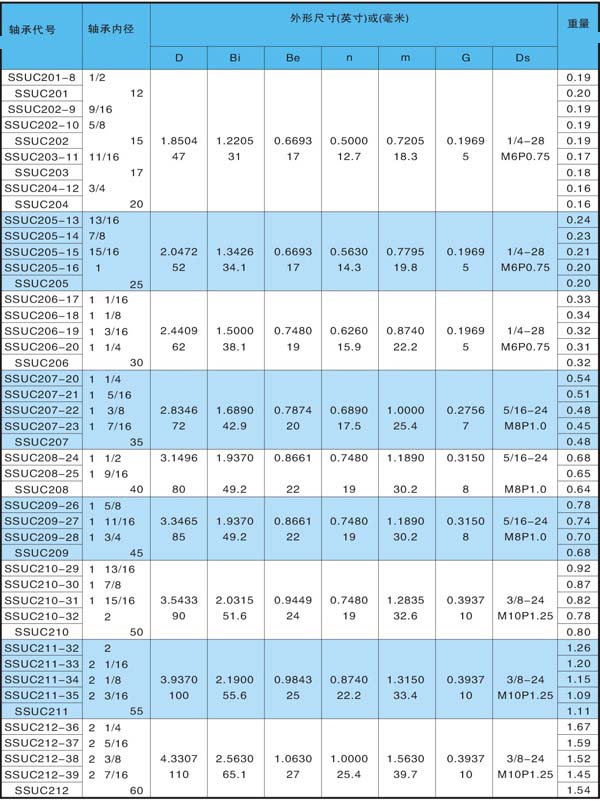 轴承代号 轴承内径 外形尺寸(英寸)或(毫米) 重量
D Bi Be n m G Ds
SSUC201-8 1/2 0.19
SSUC201 12 0.20
SSUC202-9 9/16 0.19
SSUC202-10 5/8 0.19
SSUC202 15 1.8504 1.2205 0.6693 0.5000 0.7205 0.1969 1/4-28 0.19
SSUC203-11 11/16 47 31 17 12.7 18.3 5 M6P0.75 0.17
SSUC203 17 0.18
SSUC204-12 3/4 0.16
SSUC204 20 0.16
SSUC205-13 13/16 0.24
SSUC205-14 7/8 0.23
SSUC205-15 15/16 2.0472 1.3426 0.6693 0.5630 0.7795 0.1969 1/4-28 0.21
SSUC205-16 1 52 34.1 17 14.3 19.8 5 M6P0.75 0.20
SSUC205 25 0.20
SSUC206-17 1 1/16 0.33
SSUC206-18 1 1/8 0.34
SSUC206-19 1 3/16 2.4409 1.5000 0.7480 0.6260 0.8740 0.1969 1/4-28 0.32
SSUC206-20 1 1/4 62 38.1 19 15.9 22.2 5 M6P0.75 0.31
SSUC206 30 0.32
SSUC207-20 1 1/4 0.54
SSUC207-21 1 5/16 0.51
SSUC207-22 1 3/8 2.8346 1.6890 0.7874 0.6890 1.0000 0.2756 5/16-24 0.48
SSUC207-23 1 7/16 72 42.9 20 17.5 25.4 7 M8P1.0 0.45
SSUC207 35 0.48
SSUC208-24 1 1/2 3.1496 1.9370 0.8661 0.7480 1.1890 0.3150 5/16-24 0.68
SSUC208-25 1 9/16 0.65
SSUC208 40 80 49.2 22 19 30.2 8 M8P1.0 0.64
SSUC209-26 1 5/8 0.78
SSUC209-27 1 11/16 3.3465 1.9370 0.8661 0.7480 1.1890 0.3150 5/16-24 0.74
SSUC209-28 1 3/4 85 49.2 22 19 30.2 8 M8P1.0 0.70
SSUC209 45 0.68
SSUC210-29 1 13/16 0.92
SSUC210-30 1 7/8 0.87
SSUC210-31 1 15/16 3.5433 2.0315 0.9449 0.7480 1.2835 0.3937 3/8-24 0.82
SSUC210-32 2 90 51.6 24 19 32.6 10 M10P1.25 0.78
SSUC210 50 0.80
SSUC211-32 2 1.26
SSUC211-33 2 1/16 1.20
SSUC211-34 2 1/8 3.9370 2.1900 0.9843 0.8740 1.3150 0.3937 3/8-24 1.15
SSUC211-35 2 3/16 100 55.6 25 22.2 33.4 10 M10P1.25 1.09
SSUC211 55 1.11
SSUC212-36 2 1/4 1.67
SSUC212-37 2 5/16 1.59
SSUC212-38 2 3/8 4.3307 2.5630 1.0630 1.0000 1.5630 0.3937 3/8-24 1.52
SSUC212-39 2 7/16 110 65.1 27 25.4 39.7 10 M10P1.25 1.45
SSUC212 60 1.54